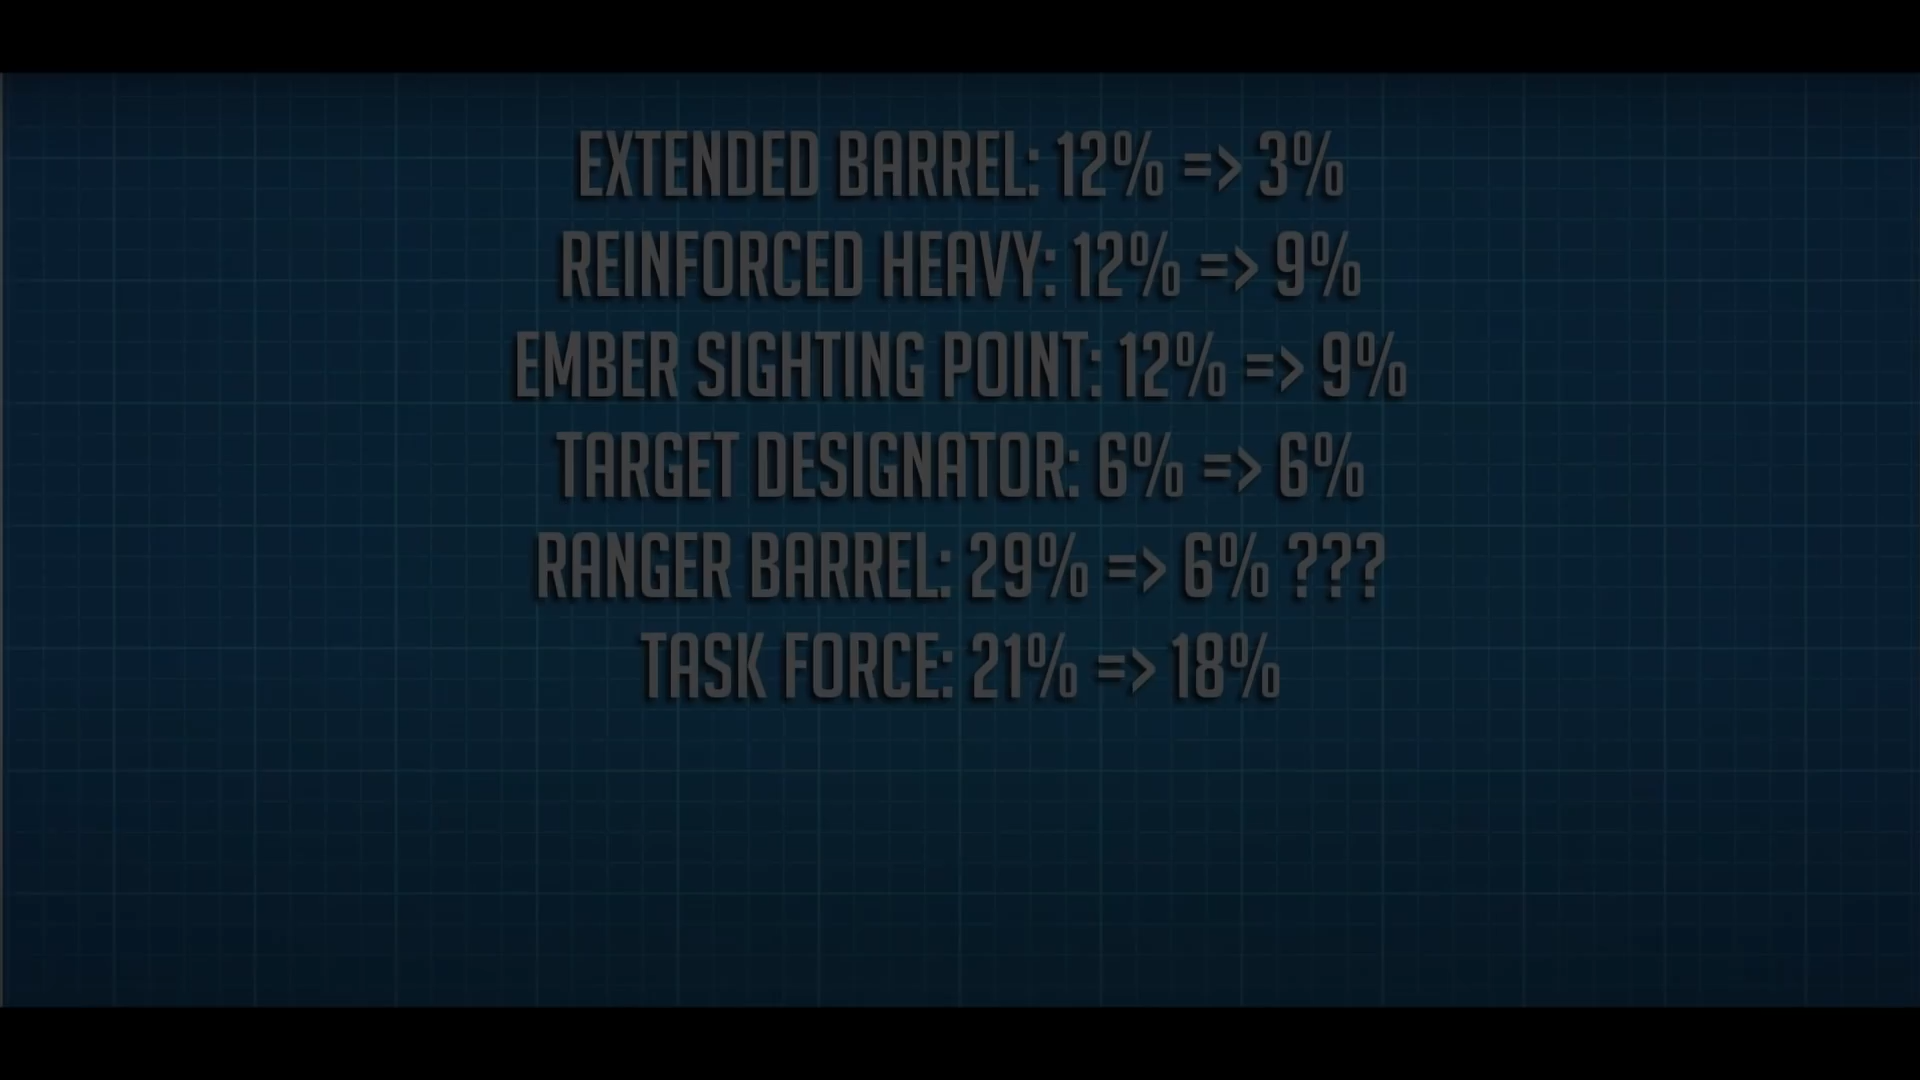 EXTENDED BARREL: 12% => 3%
REINFORCED HEAVY: 12% => 9%
EMBER SIGHTING POINT: 12% => 9%
TARGET DESIGNATOR: 6% => 6%
RANGER BARREL: 29% => 6% ???
TASK FORCE: 21% => 18%